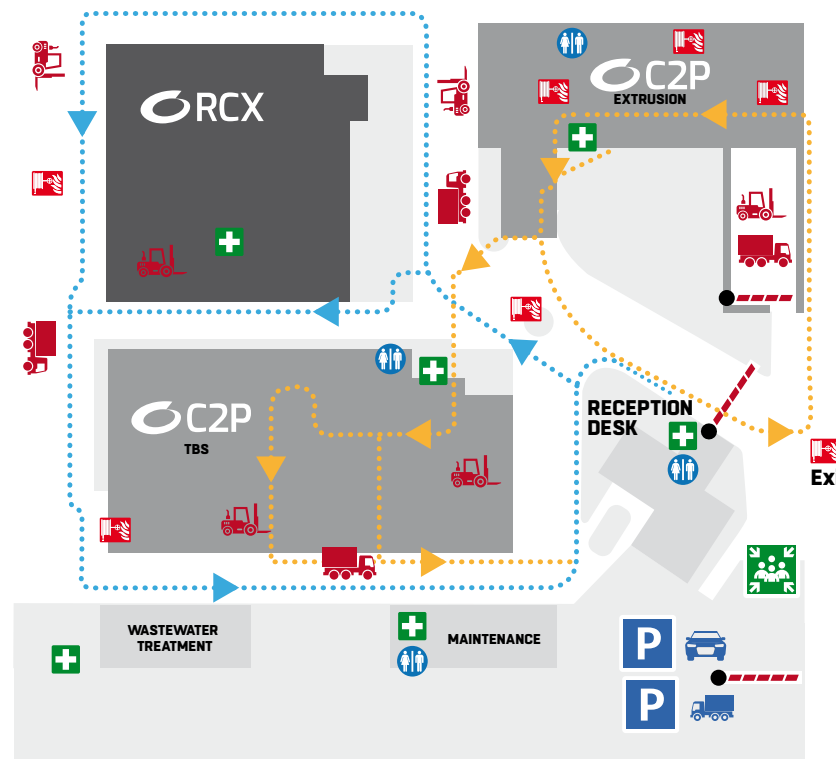 C2P
EXTRUSION
RCX
RECEPTION
DESK
C2P
TBS
Ex
WASTEWATER
TREATMENT
MAINTENANCE
P
P